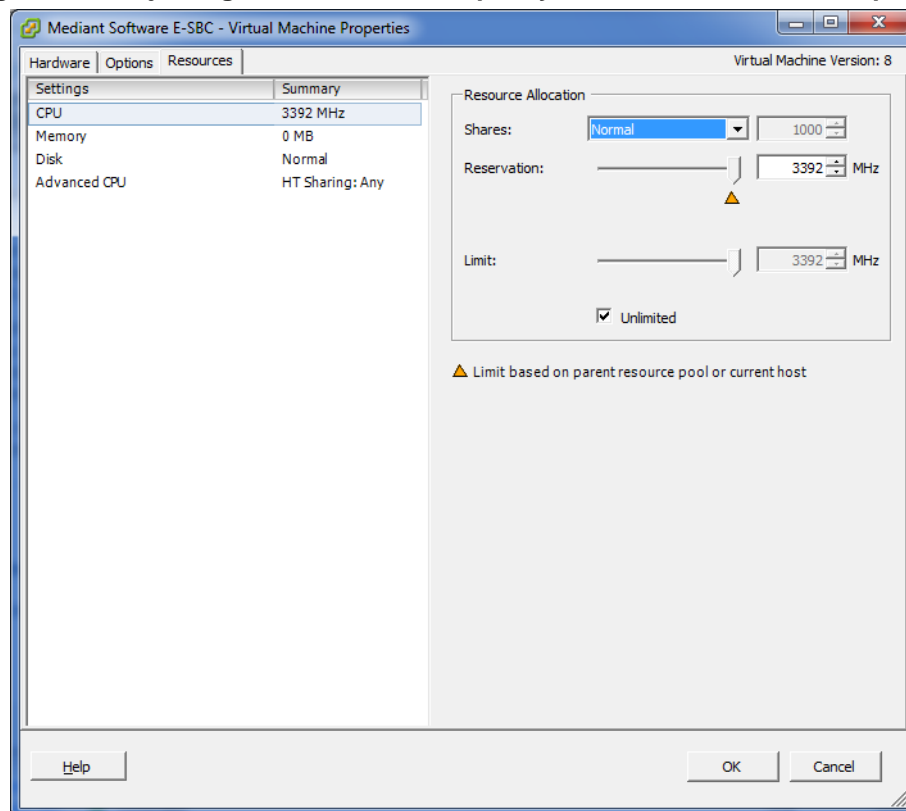 Mediant Software E-SBC - Virtual Machine Properties
Hardware Options Resources Virtual Machine Version: 8
Settings Summary
CPU 3392 MHz
Memory 0 MB
Disk Normal
Advanced CPU HT Sharing: Any
Resource Allocation
Shares: Normal 1000
Reservation: 3392 MHz
Limit: 3392 MHz
Unlimited
Limit based on parent resource pool or current host
Help OK Cancel